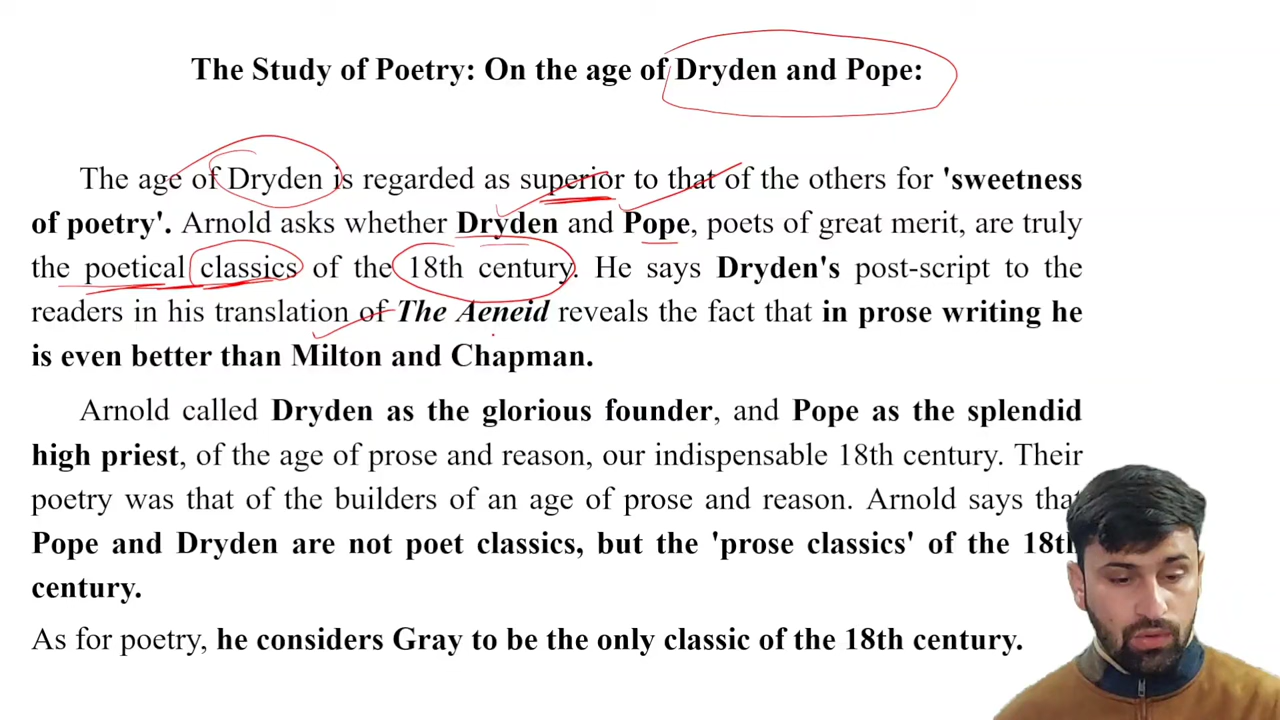 The Study of Poetry: On the age of Dryden and Pope:
The age of Dryden is regarded as superior to that of the others for 'sweetness
of poetry'. Arnold asks whether Dryden and Pope, poets of great merit, are truly
the poetical classics of the 18th century. He says Dryden's post-script to the
readers in his translation of The Aeneid reveals the fact that in prose writing he
is even better than Milton and Chapman.
Arnold called Dryden as the glorious founder, and Pope as the splendid
high priest, of the age of prose and reason, our indispensable 18th century. Their
poetry was that of the builders of an age of prose and reason. Arnold says that
Pope and Dryden are not poet classics, but the 'prose classics' of the 18th
century.
As for poetry, he considers Gray to be the only classic of the 18th century.